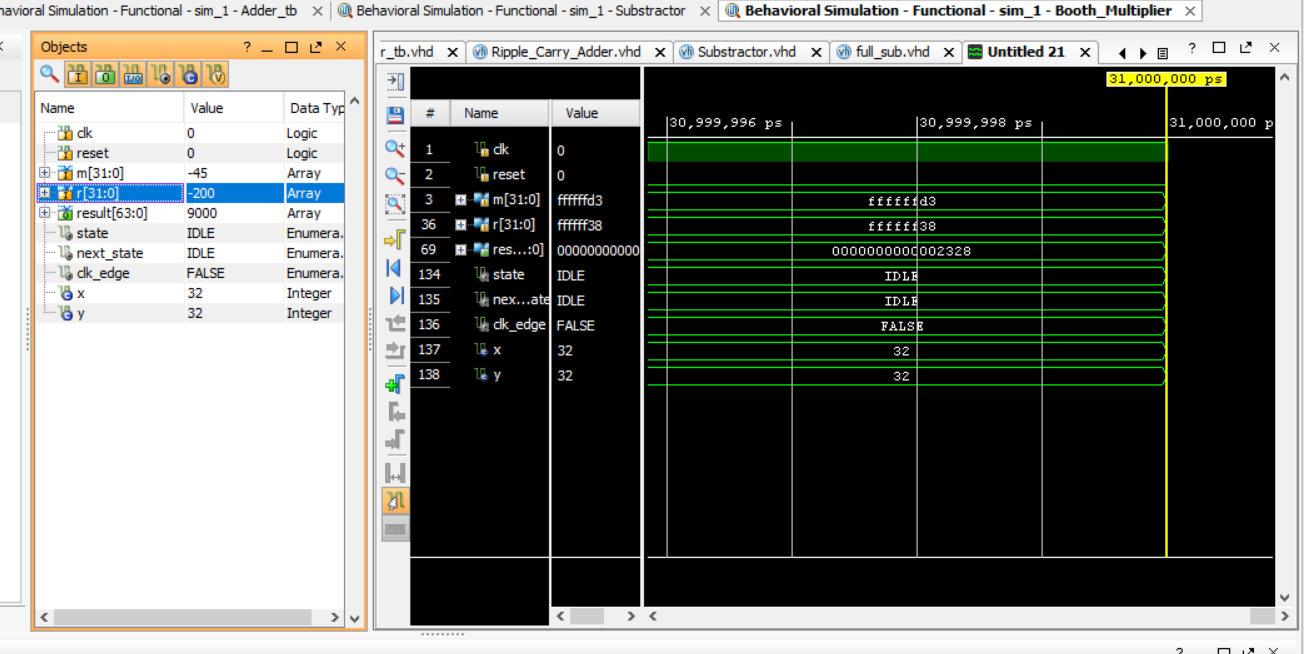 navioral Simulation - Functional - sim_1 - Adder_tb
Behavioral Simulation - Functional - sim_1 - Substractor
Behavioral Simulation - Functional - sim_1 - Booth_Multiplier
Objects
r_tb.vhd
Ripple_Carry_Adder.vhd
Substractor.vhd
full_sub.vhd
Untitled 21
Name Value Data Typ
clk 0 Logic
reset 0 Logic
m[31:0] -45 Array
r[31:0] -200 Array
result[63:0] 9000 Array
state IDLE Enumera.
next_state IDLE Enumera.
clk_edge FALSE Enumera.
x 32 Integer
y 32 Integer
31,000,000 ps
# Name Value
30,999,996 ps 30,999,998 ps 31,000,000 p
1 clk 0
2 reset 0
3 m[31:0] ffffffd3 ffffffd3
36 r[31:0] ffffff38 ffffff38
69 res...:0] 00000000000 0000000000002328
134 state IDLE IDLE
135 nex...ate IDLE IDLE
136 clk_edge FALSE FALSE
137 x 32 32
138 y 32 32